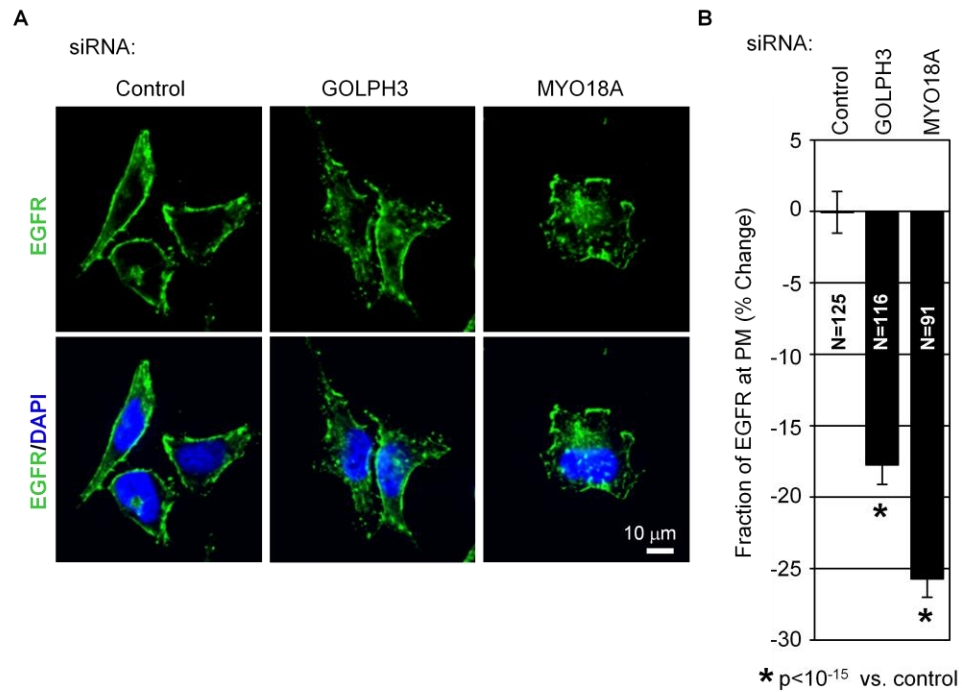 A
siRNA:
Control GOLPH3 MYO18A
EGFR
EGFR/DAPI
10 μm
B
siRNA:
Control
GOLPH3
MYO18A
Fraction of EGFR at PM (% Change)
5
0
-5
-10
-15
-20
-25
-30
N=125
N=116
N=91
*
*
* p<10⁻¹⁵ vs. control